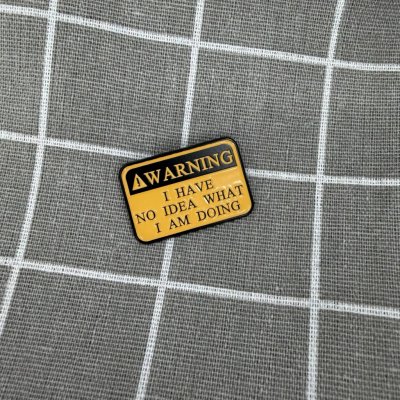 ⚠WARNING
I HAVE
NO IDEA WHAT
I AM DOING